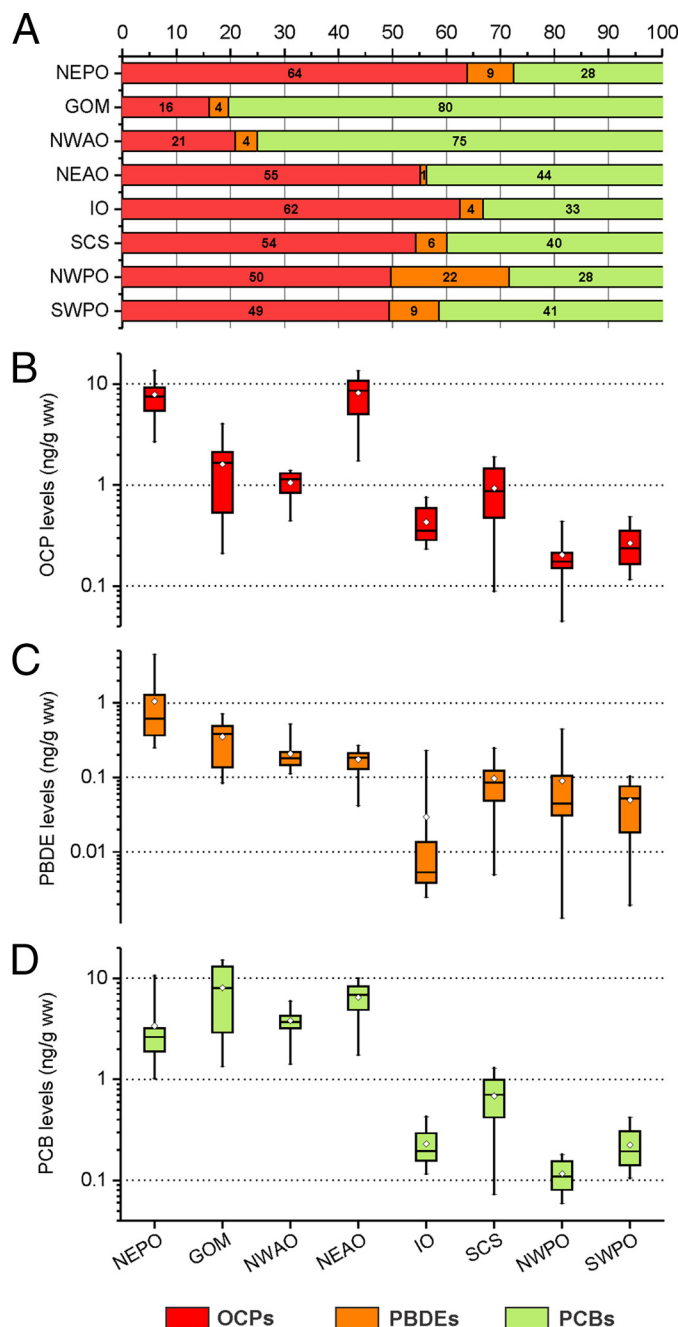 A
0 10 20 30 40 50 60 70 80 90 100
NEPO 64 9 28
GOM 16 4 80
NWAO 21 4 75
NEAO 55 1 44
IO 62 4 33
SCS 54 6 40
NWPO 50 22 28
SWPO 49 9 41
B
OCP levels (ng/g ww)
10
1
0.1
C
PBDE levels (ng/g ww)
1
0.1
0.01
D
PCB levels (ng/g ww)
10
1
0.1
NEPO GOM NWAO NEAO IO SCS NWPO SWPO
OCPs PBDEs PCBs